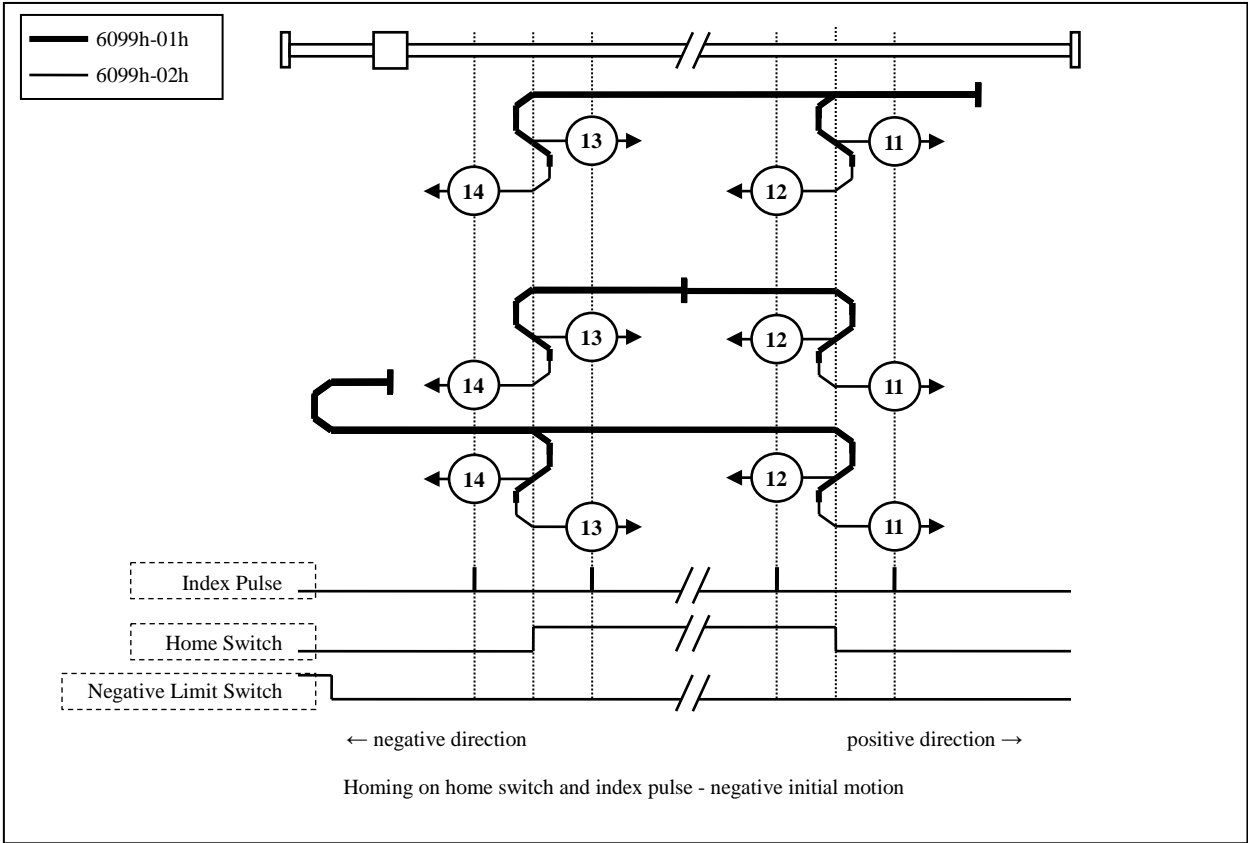 6099h-01h
6099h-02h
13
11
14
12
13
12
14
11
14
12
13
11
Index Pulse
Home Switch
Negative Limit Switch
← negative direction
positive direction →
Homing on home switch and index pulse - negative initial motion